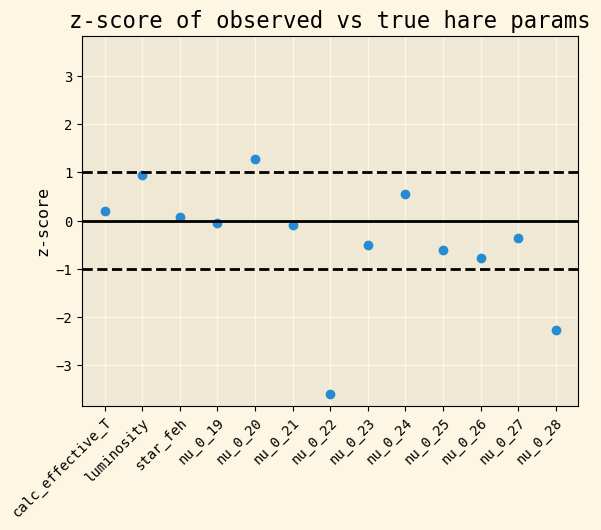 z-score of observed vs true hare params
z-score
3
2
1
0
−1
−2
−3
calc_effective_T
luminosity
star_feh
nu_0_19
nu_0_20
nu_0_21
nu_0_22
nu_0_23
nu_0_24
nu_0_25
nu_0_26
nu_0_27
nu_0_28